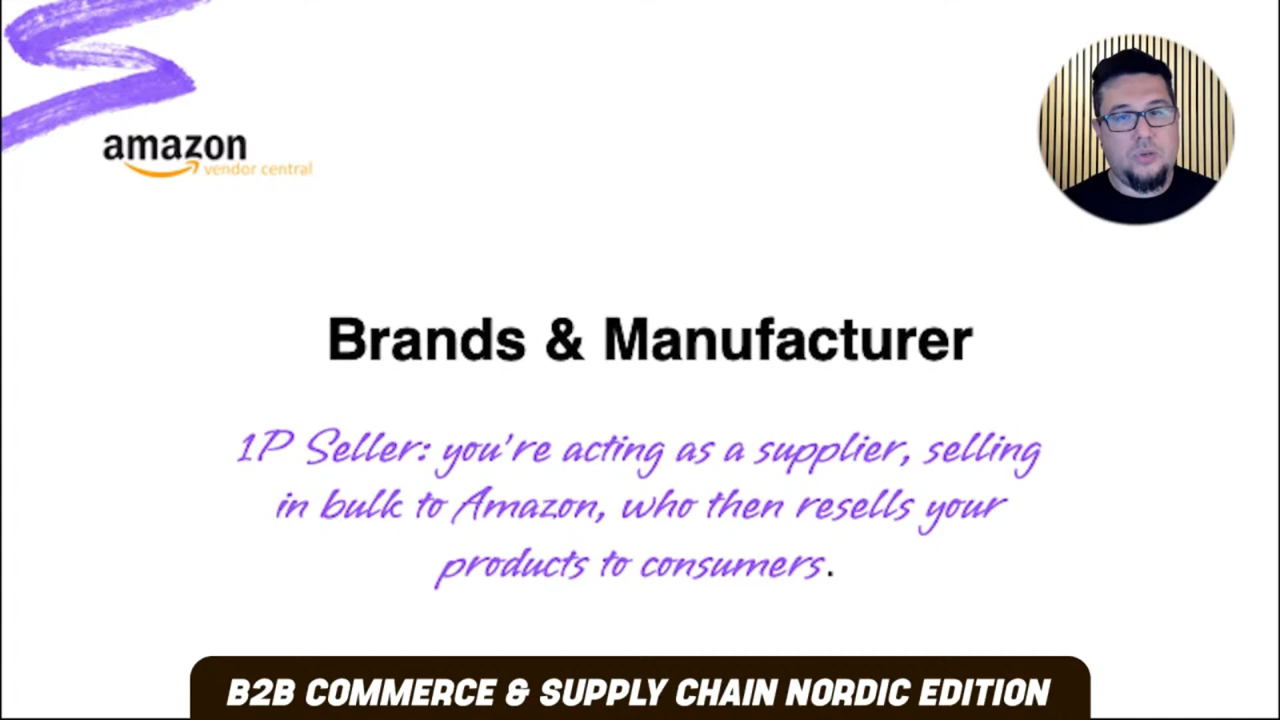 amazon
vendor central
Brands & Manufacturer
1P Seller: you're acting as a supplier, selling
in bulk to Amazon, who then resells your
products to consumers.
B2B COMMERCE & SUPPLY CHAIN NORDIC EDITION